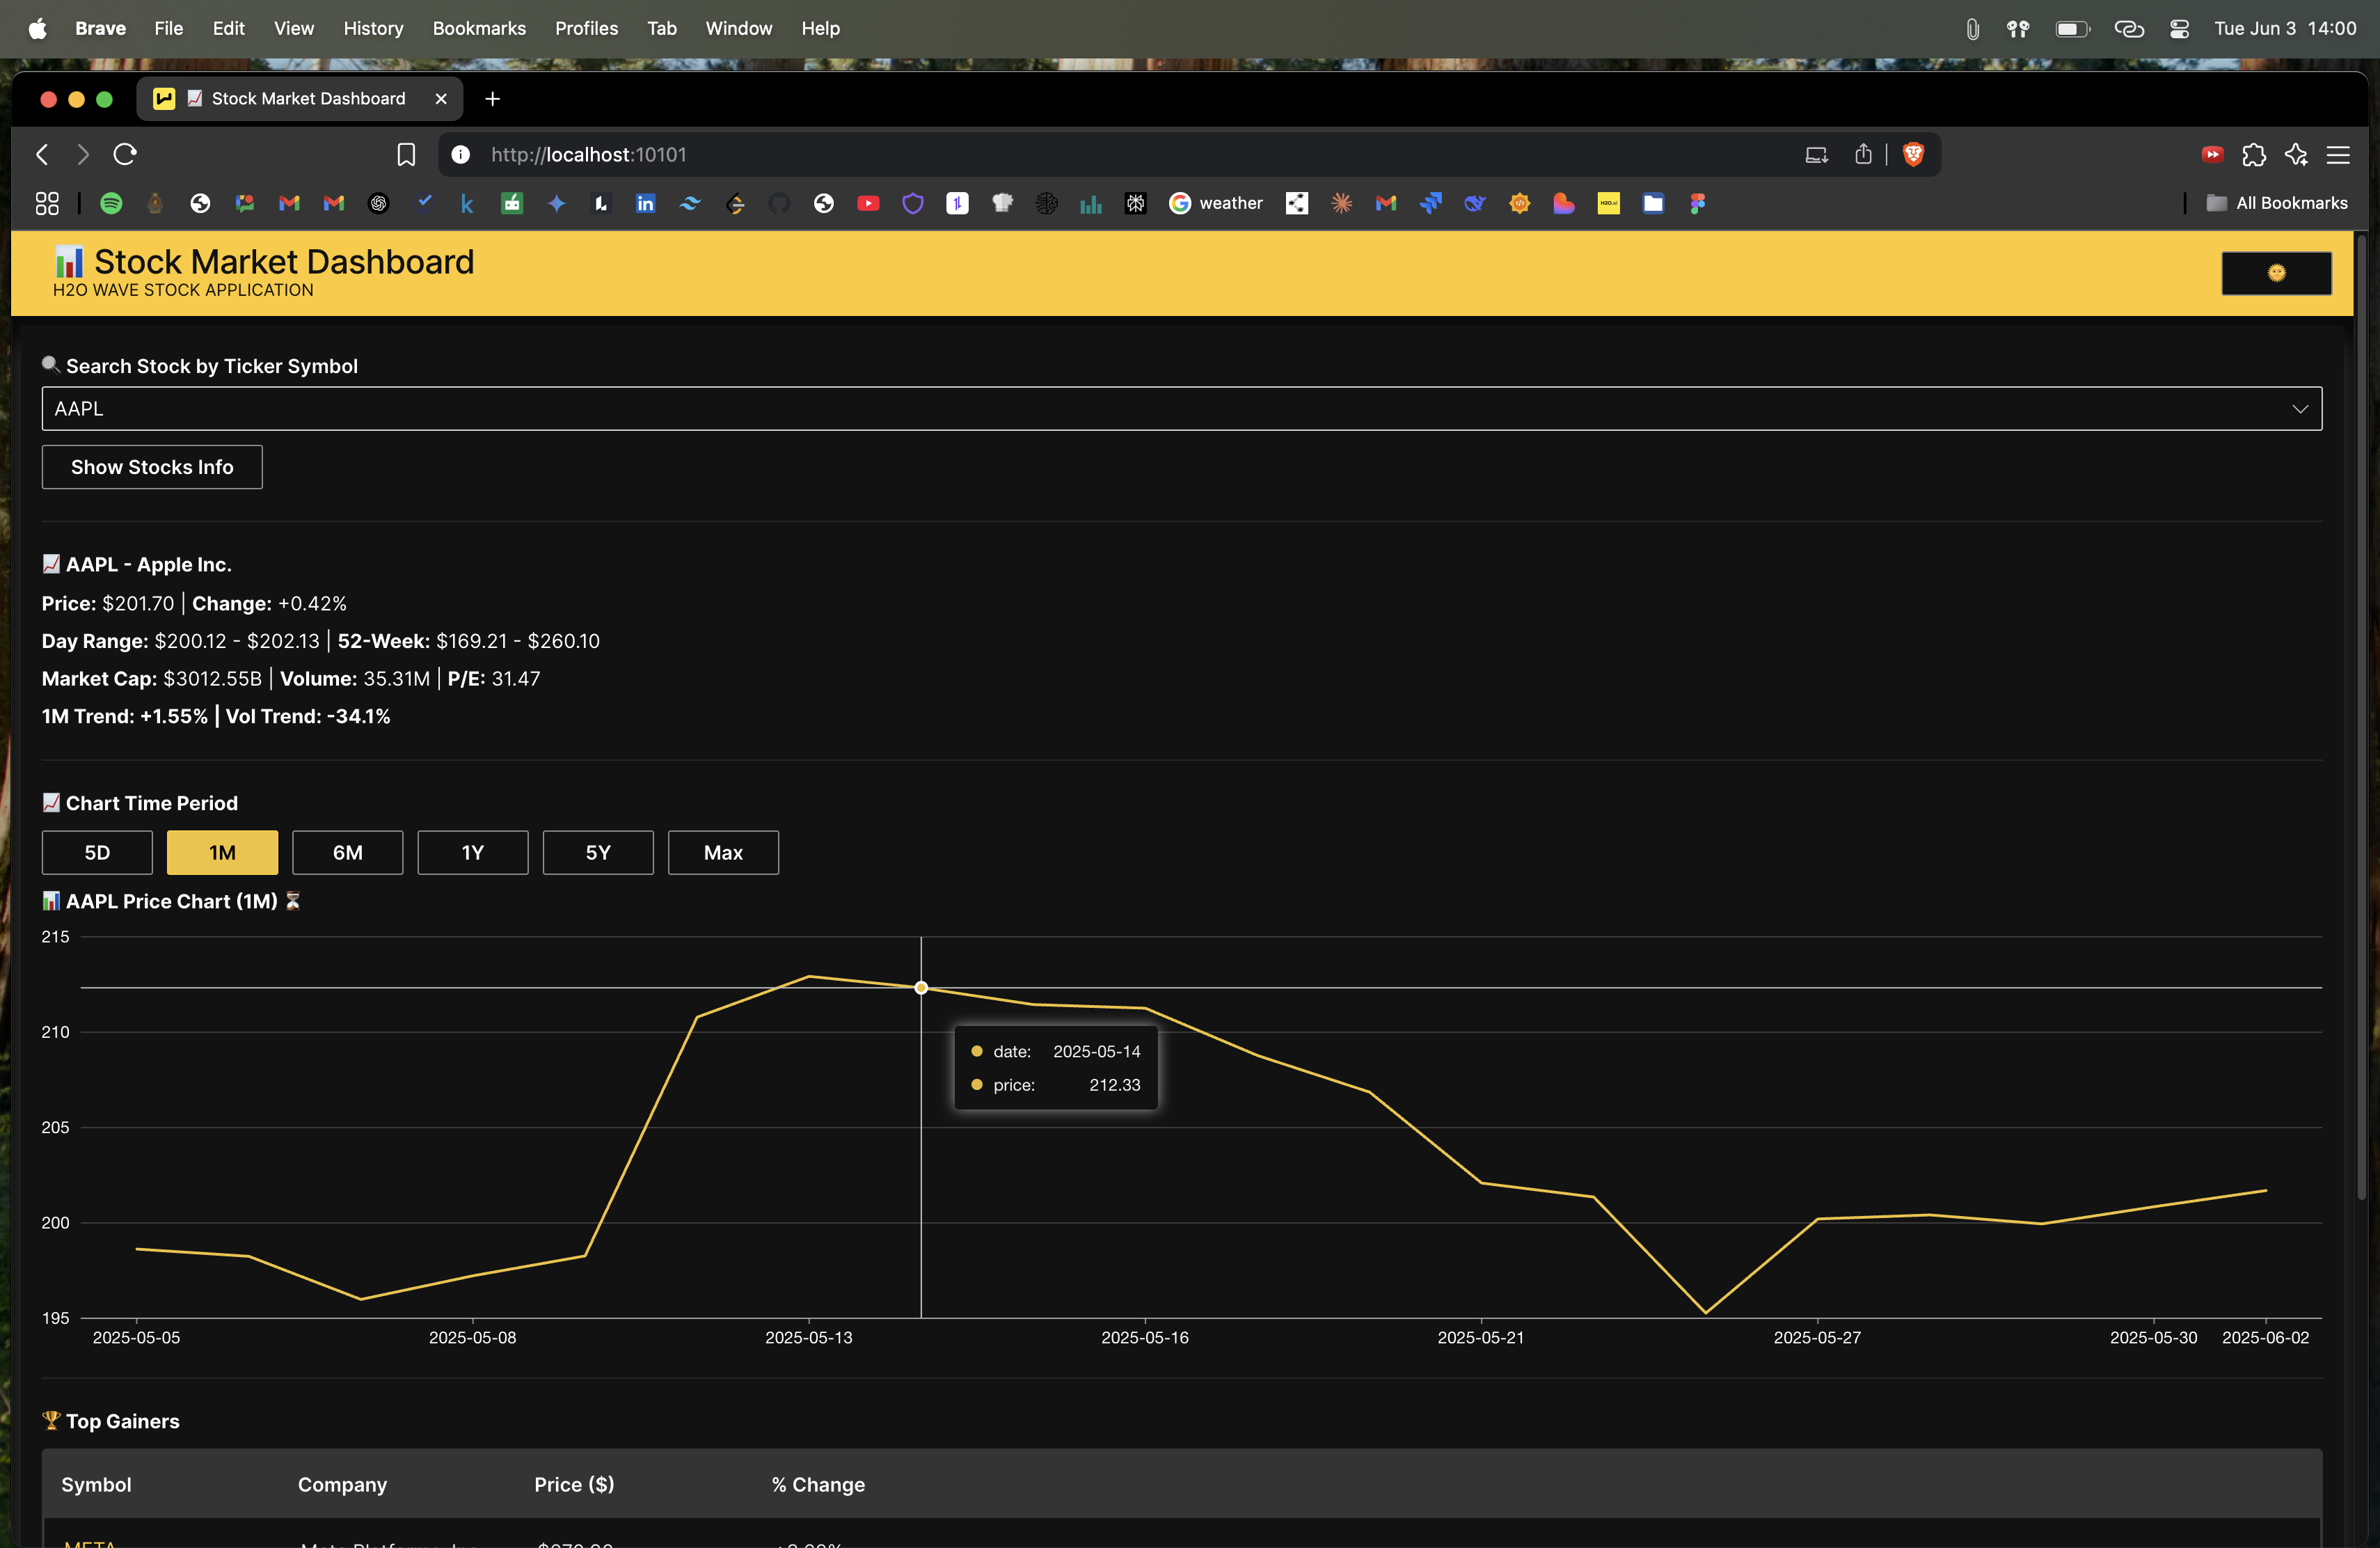 Brave File Edit View History Bookmarks Profiles Tab Window Help Tue Jun 3 14:00
Stock Market Dashboard
http://localhost:10101
weather All Bookmarks
Stock Market Dashboard
H2O WAVE STOCK APPLICATION
Search Stock by Ticker Symbol
AAPL
Show Stocks Info
AAPL - Apple Inc.
Price: $201.70 | Change: +0.42%
Day Range: $200.12 - $202.13 | 52-Week: $169.21 - $260.10
Market Cap: $3012.55B | Volume: 35.31M | P/E: 31.47
1M Trend: +1.55% | Vol Trend: -34.1%
Chart Time Period
5D 1M 6M 1Y 5Y Max
AAPL Price Chart (1M)
215
210
date: 2025-05-14
price: 212.33
205
200
195
2025-05-05 2025-05-08 2025-05-13 2025-05-16 2025-05-21 2025-05-27 2025-05-30 2025-06-02
Top Gainers
Symbol Company Price ($) % Change
META